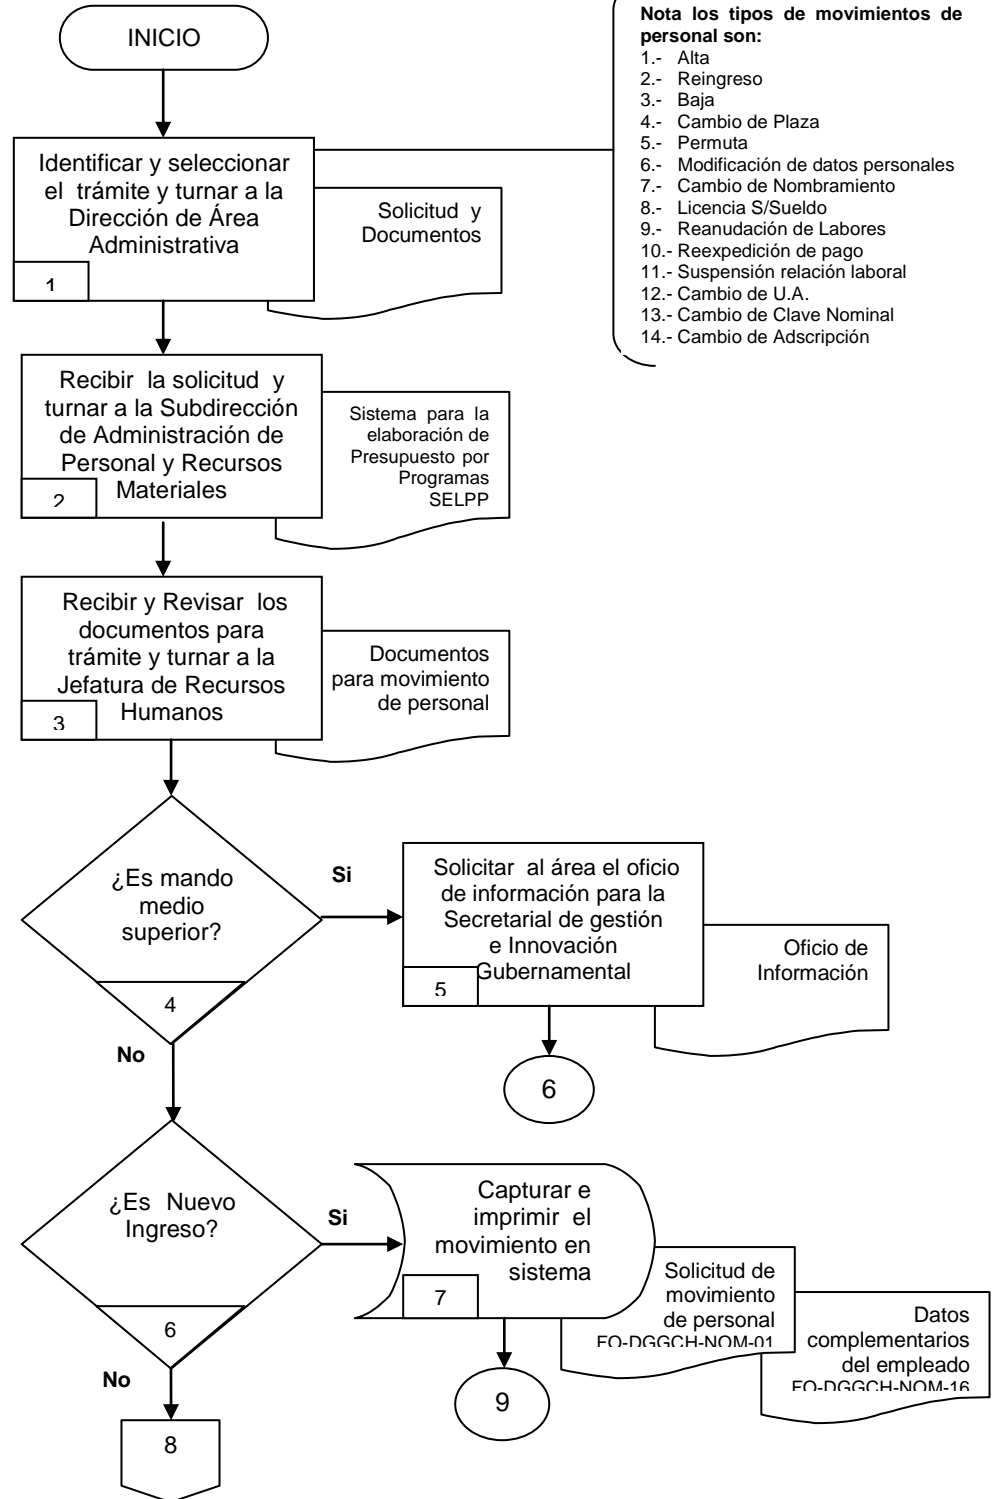 INICIO
Nota los tipos de movimientos de
personal son:
1.- Alta
2.- Reingreso
3.- Baja
4.- Cambio de Plaza
5.- Permuta
6.- Modificación de datos personales
7.- Cambio de Nombramiento
8.- Licencia S/Sueldo
9.- Reanudación de Labores
10.- Reexpedición de pago
11.- Suspensión relación laboral
12.- Cambio de U.A.
13.- Cambio de Clave Nominal
14.- Cambio de Adscripción
Identificar y seleccionar
el trámite y turnar a la
Dirección de Área
Administrativa
1
Solicitud y
Documentos
Recibir la solicitud y
turnar a la Subdirección
de Administración de
Personal y Recursos
Materiales
2
Sistema para la
elaboración de
Presupuesto por
Programas
SELPP
Recibir y Revisar los
documentos para
trámite y turnar a la
Jefatura de Recursos
Humanos
3
Documentos
para movimiento
de personal
¿Es mando
medio
superior?
4
Si
No
Solicitar al área el oficio
de información para la
Secretarial de gestión
e Innovación
Gubernamental
5
Oficio de
Información
6
¿Es Nuevo
Ingreso?
6
Si
No
Capturar e
imprimir el
movimiento en
sistema
7
Solicitud de
movimiento
de personal
FO-DGGCH-NOM-01
Datos
complementarios
del empleado
FO-DGGCH-NOM-16
9
8